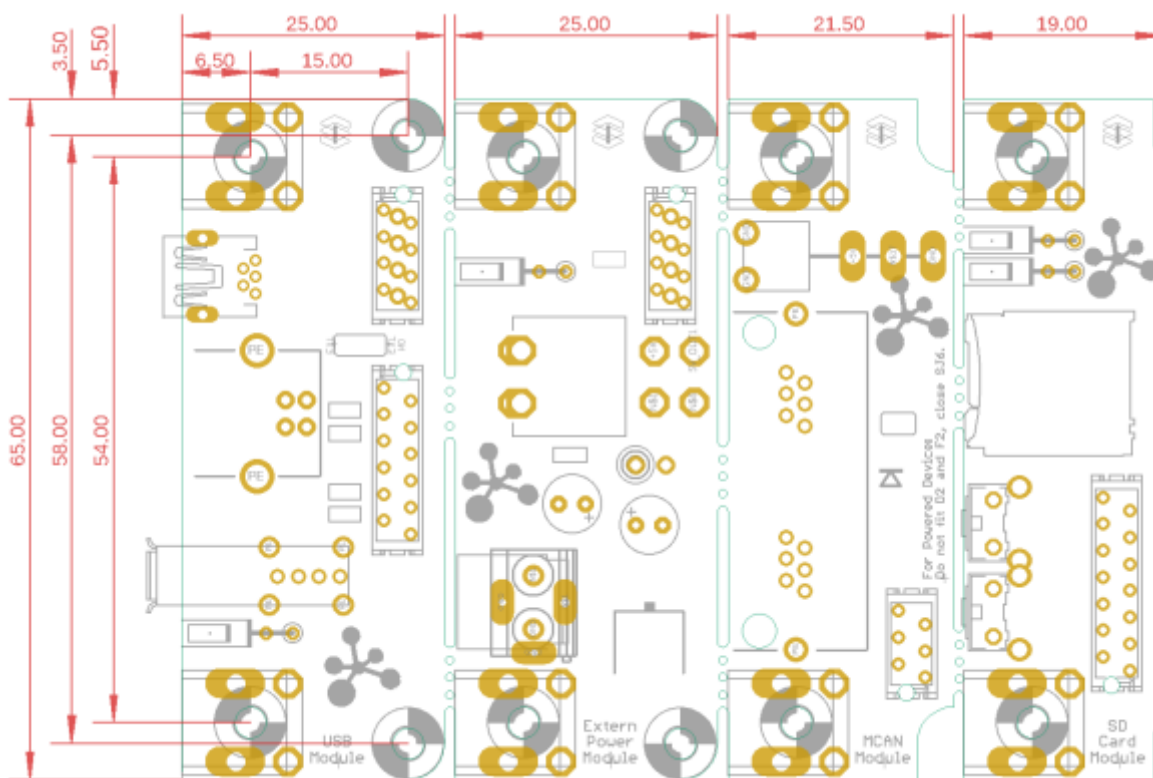 25.00
25.00
21.50
19.00
3.50
5.50
6.50
15.00
65.00
58.00
54.00
PE
PE
For Powered Devices
Do not fit D2 and F2, close SJ6.
USB
Module
Extern
Power
Module
MCAN
Module
SD
Card
Module